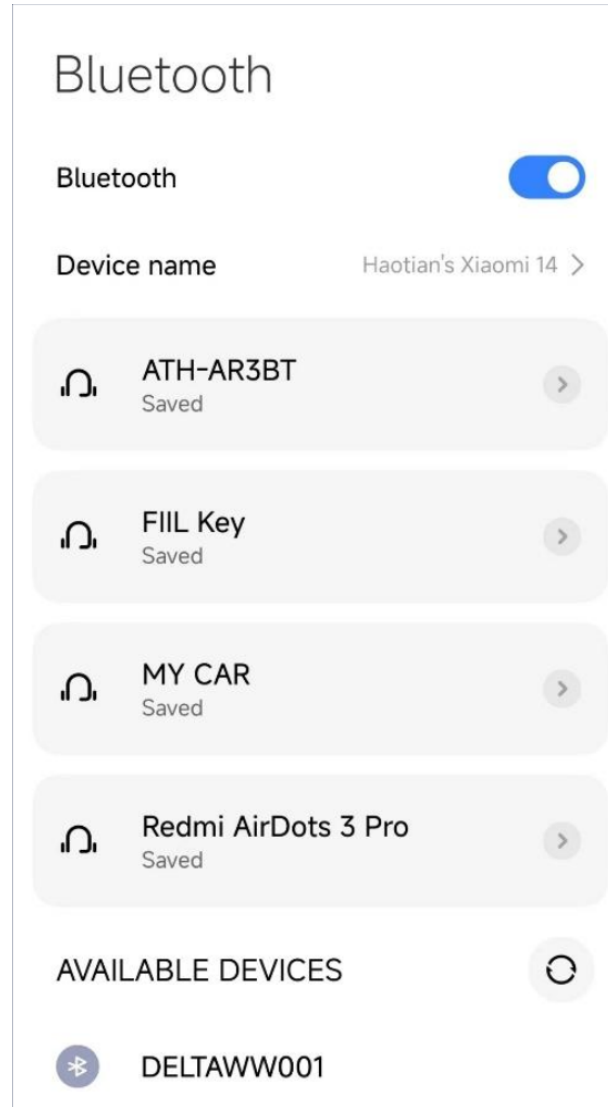 Bluetooth
Bluetooth
Device name Haotian's Xiaomi 14
ATH-AR3BT
Saved
FIIL Key
Saved
MY CAR
Saved
Redmi AirDots 3 Pro
Saved
AVAILABLE DEVICES
DELTAWW001